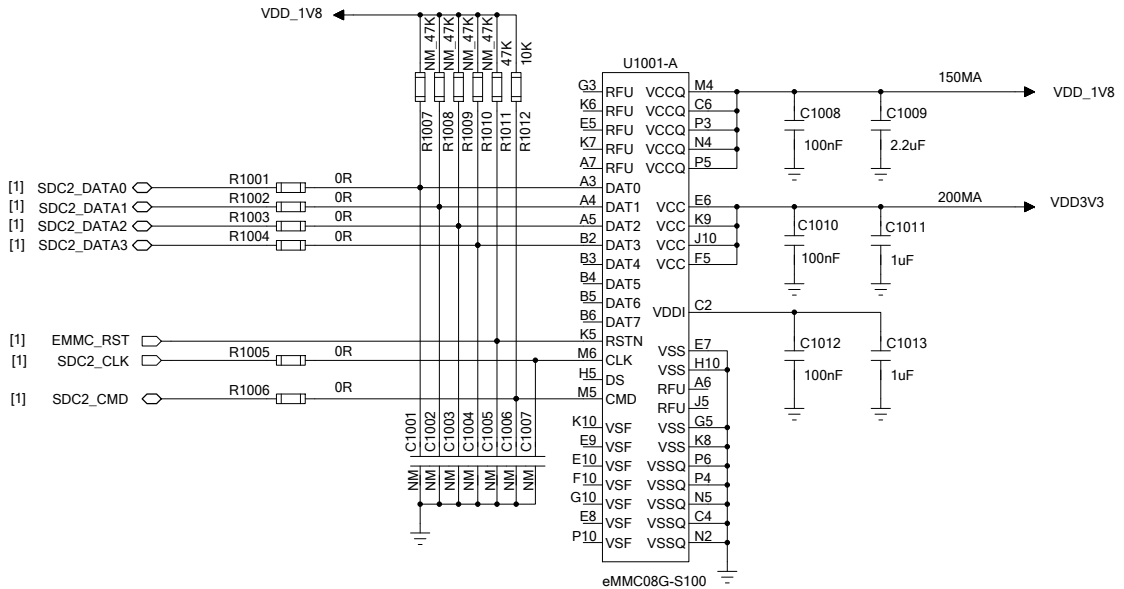 VDD_1V8
NM_47K
NM_47K
NM_47K
NM_47K
47K
10K
R1007
R1008
R1009
R1010
R1011
R1012
U1001-A
G3 RFU VCCQ M4 150MA VDD_1V8
K6 RFU VCCQ C6
E5 RFU VCCQ P3
K7 RFU VCCQ N4
A7 RFU VCCQ P5
C1008 100nF
C1009 2.2uF
[1] SDC2_DATA0 R1001 0R A3 DAT0
[1] SDC2_DATA1 R1002 0R A4 DAT1 VCC E6 200MA VDD3V3
[1] SDC2_DATA2 R1003 0R A5 DAT2 VCC K9
[1] SDC2_DATA3 R1004 0R B2 DAT3 VCC J10
B3 DAT4 VCC F5
C1010 100nF
C1011 1uF
B4 DAT5
B5 DAT6 VDDI C2
B6 DAT7
C1012 100nF
C1013 1uF
[1] EMMC_RST K5 RSTN VSS E7
[1] SDC2_CLK R1005 0R M6 CLK VSS H10
H5 DS RFU A6
[1] SDC2_CMD R1006 0R M5 CMD RFU J5
K10 VSF VSS G5
E9 VSF VSS K8
E10 VSF VSSQ P6
F10 VSF VSSQ P4
G10 VSF VSSQ N5
E8 VSF VSSQ C4
P10 VSF VSSQ N2
C1001
C1002
C1003
C1004
C1005
C1006
C1007
NM
NM
NM
NM
NM
NM
NM
eMMC08G-S100